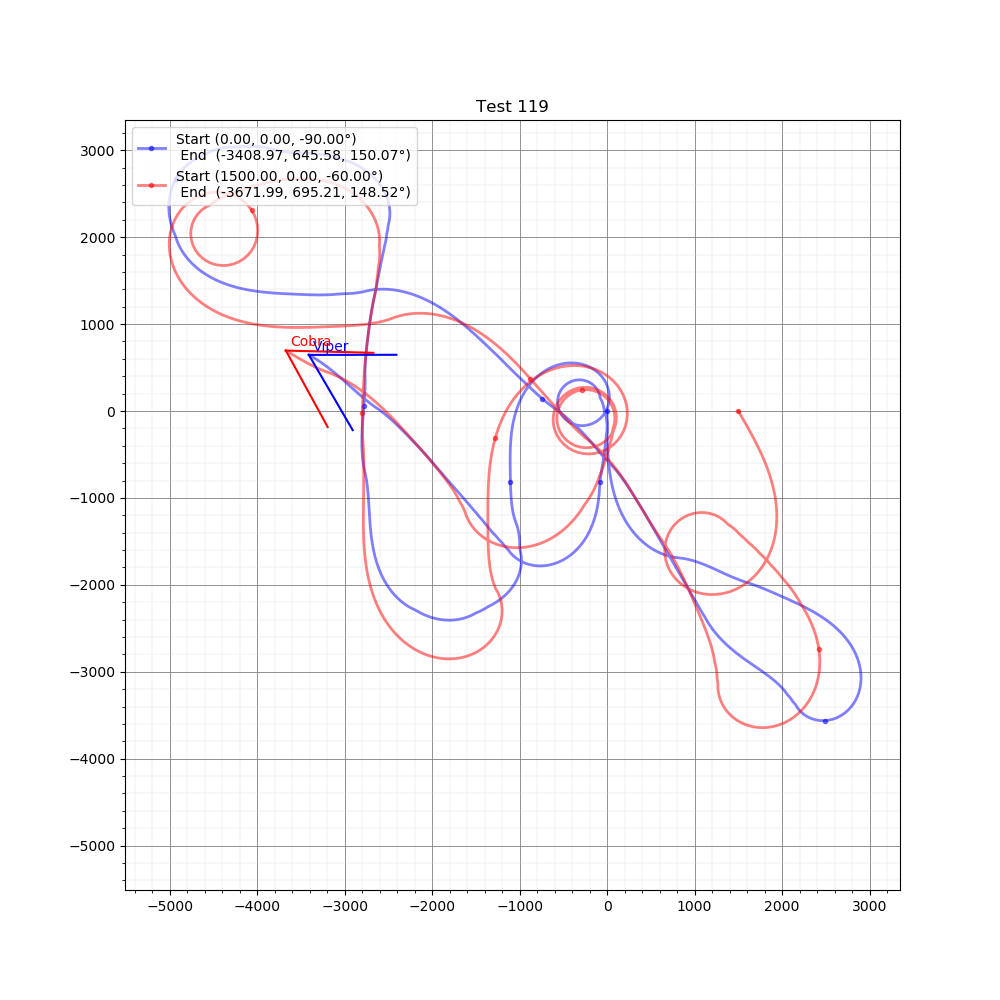 Test 119
Start (0.00, 0.00, -90.00°)
End  (-3408.97, 645.58, 150.07°)
Start (1500.00, 0.00, -60.00°)
End  (-3671.99, 695.21, 148.52°)
3000
2000
1000
0
−1000
−2000
−3000
−4000
−5000
Cobra
Viper
−5000 −4000 −3000 −2000 −1000 0 1000 2000 3000